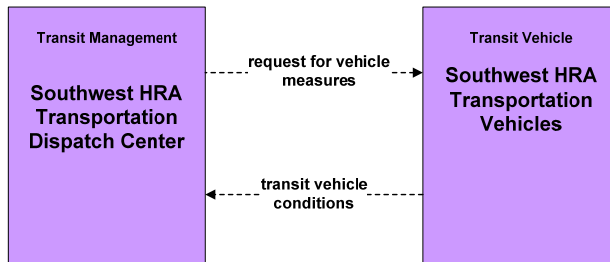 Transit Management
Southwest HRA
Transportation
Dispatch Center
request for vehicle
measures
transit vehicle
conditions
Transit Vehicle
Southwest HRA
Transportation
Vehicles